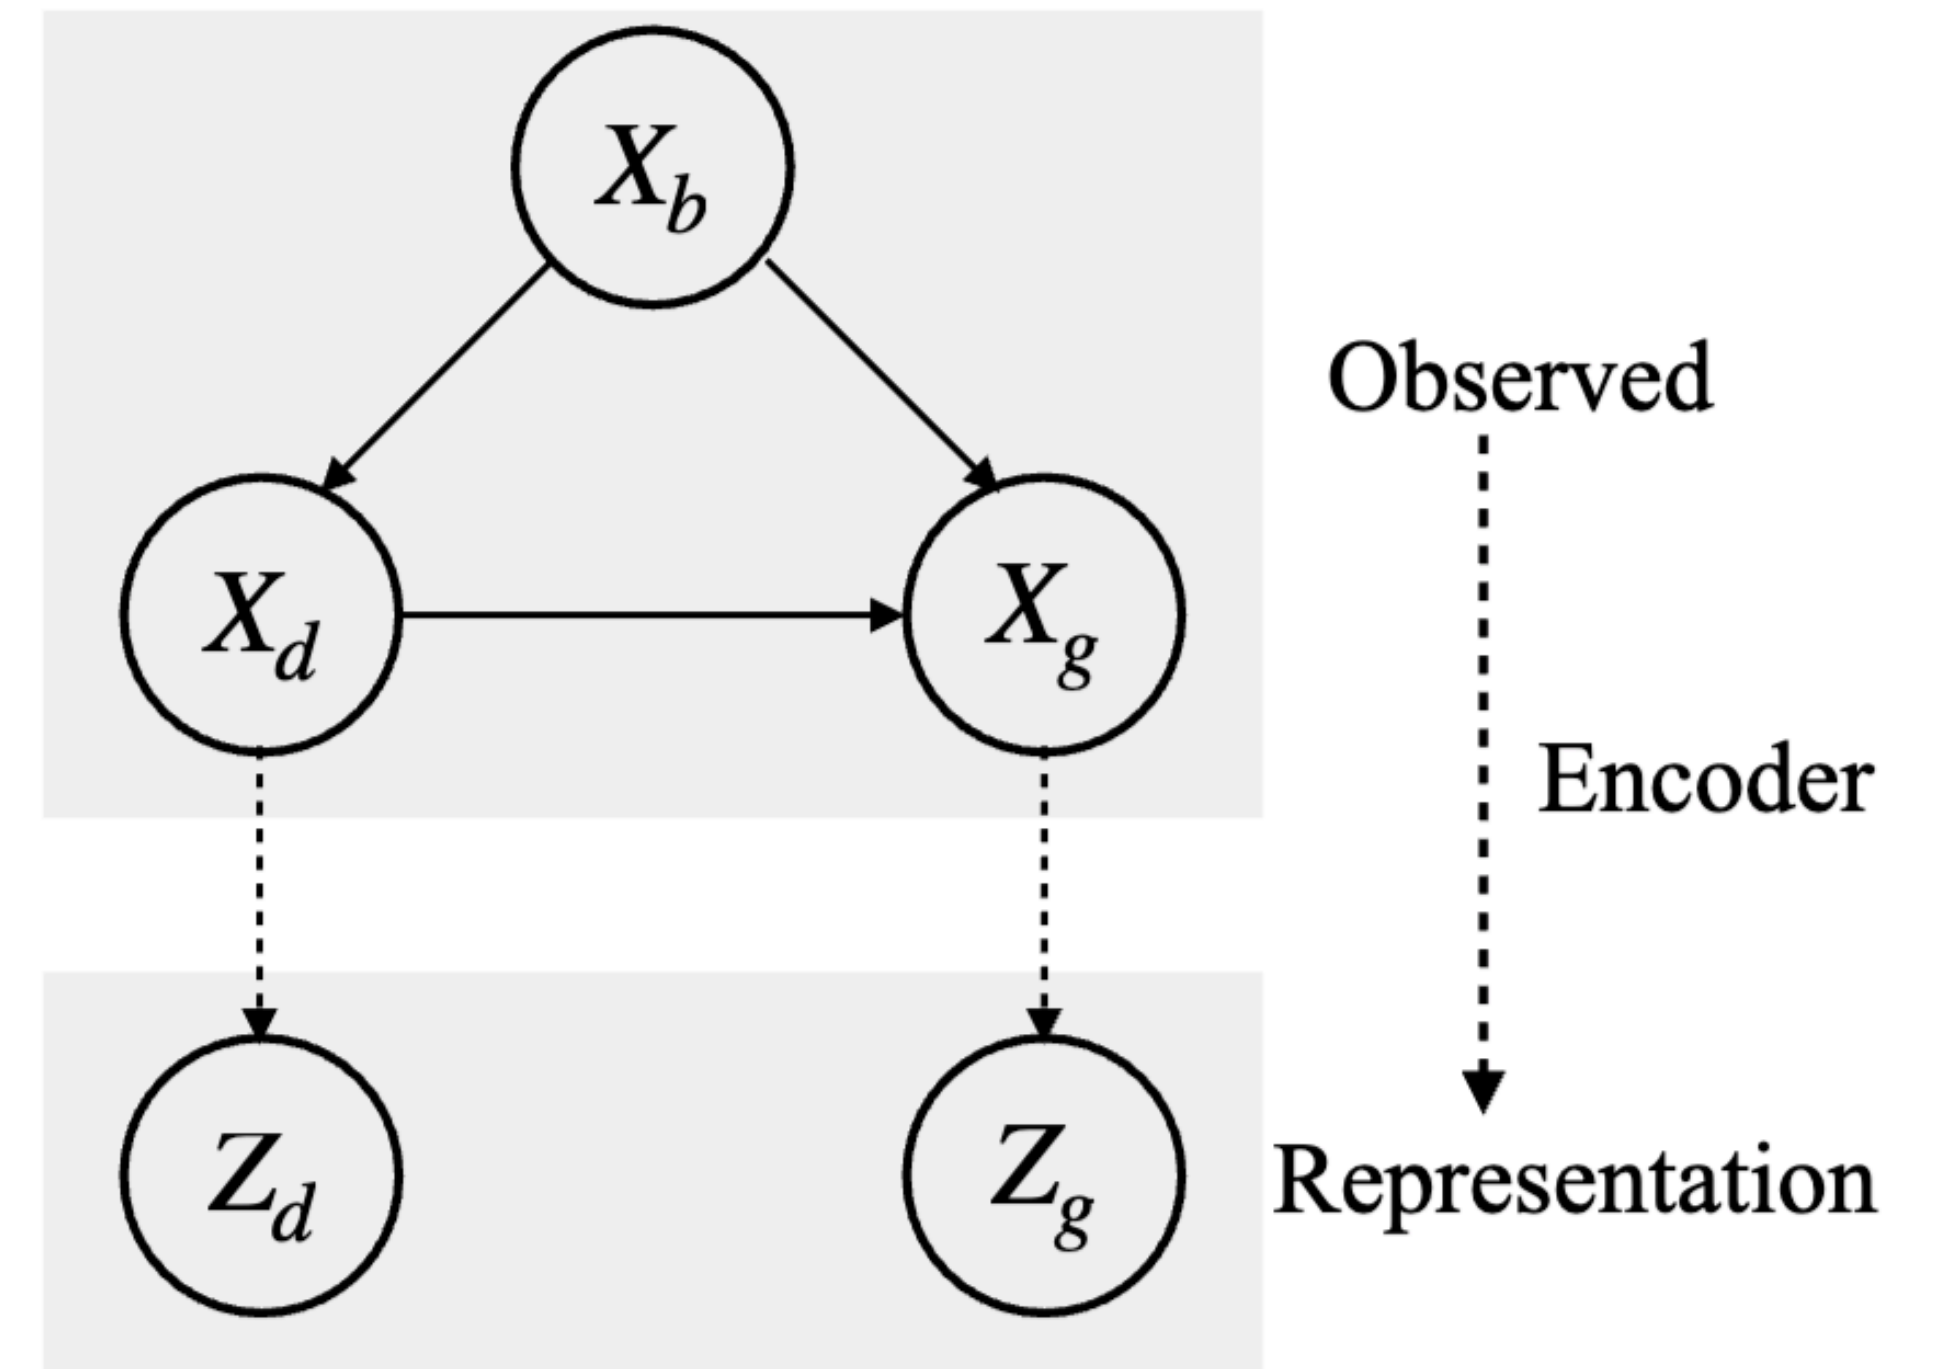 X_b
Observed
X_d
X_g
Encoder
Z_d
Z_g
Representation